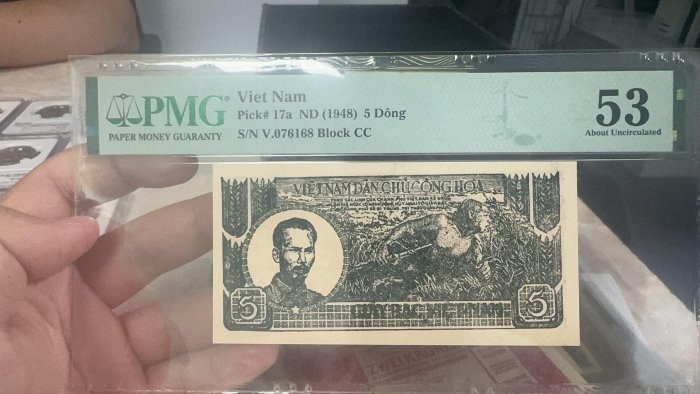 PMG
PAPER MONEY GUARANTY
Viet Nam
Pick# 17a ND (1948) 5 Dông
S/N V.076168 Block CC
53
About Uncirculated
VIỆT NAM DÂN CHỦ CỘNG HÒA
5
GIẤY BẠC VIỆT NAM
5